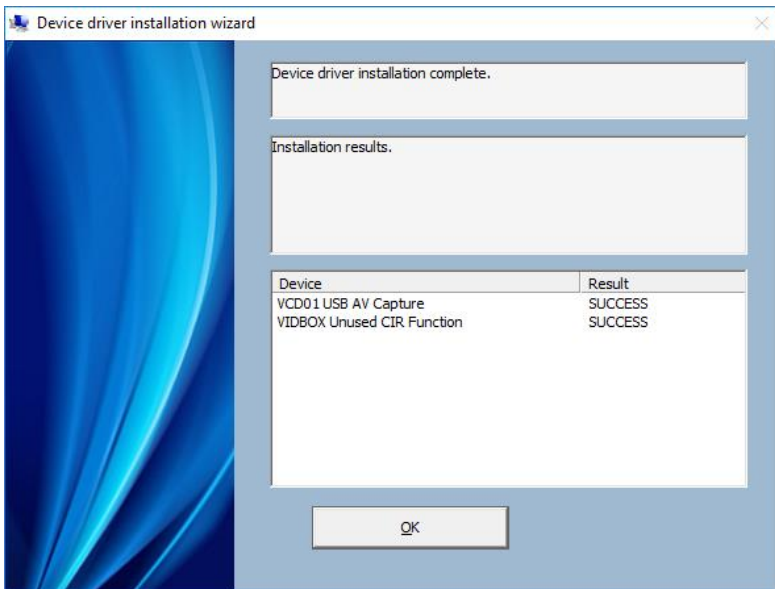 Device driver installation wizard
Device driver installation complete.
Installation results.
Device Result
VCD01 USB AV Capture SUCCESS
VIDBOX Unused CIR Function SUCCESS
OK